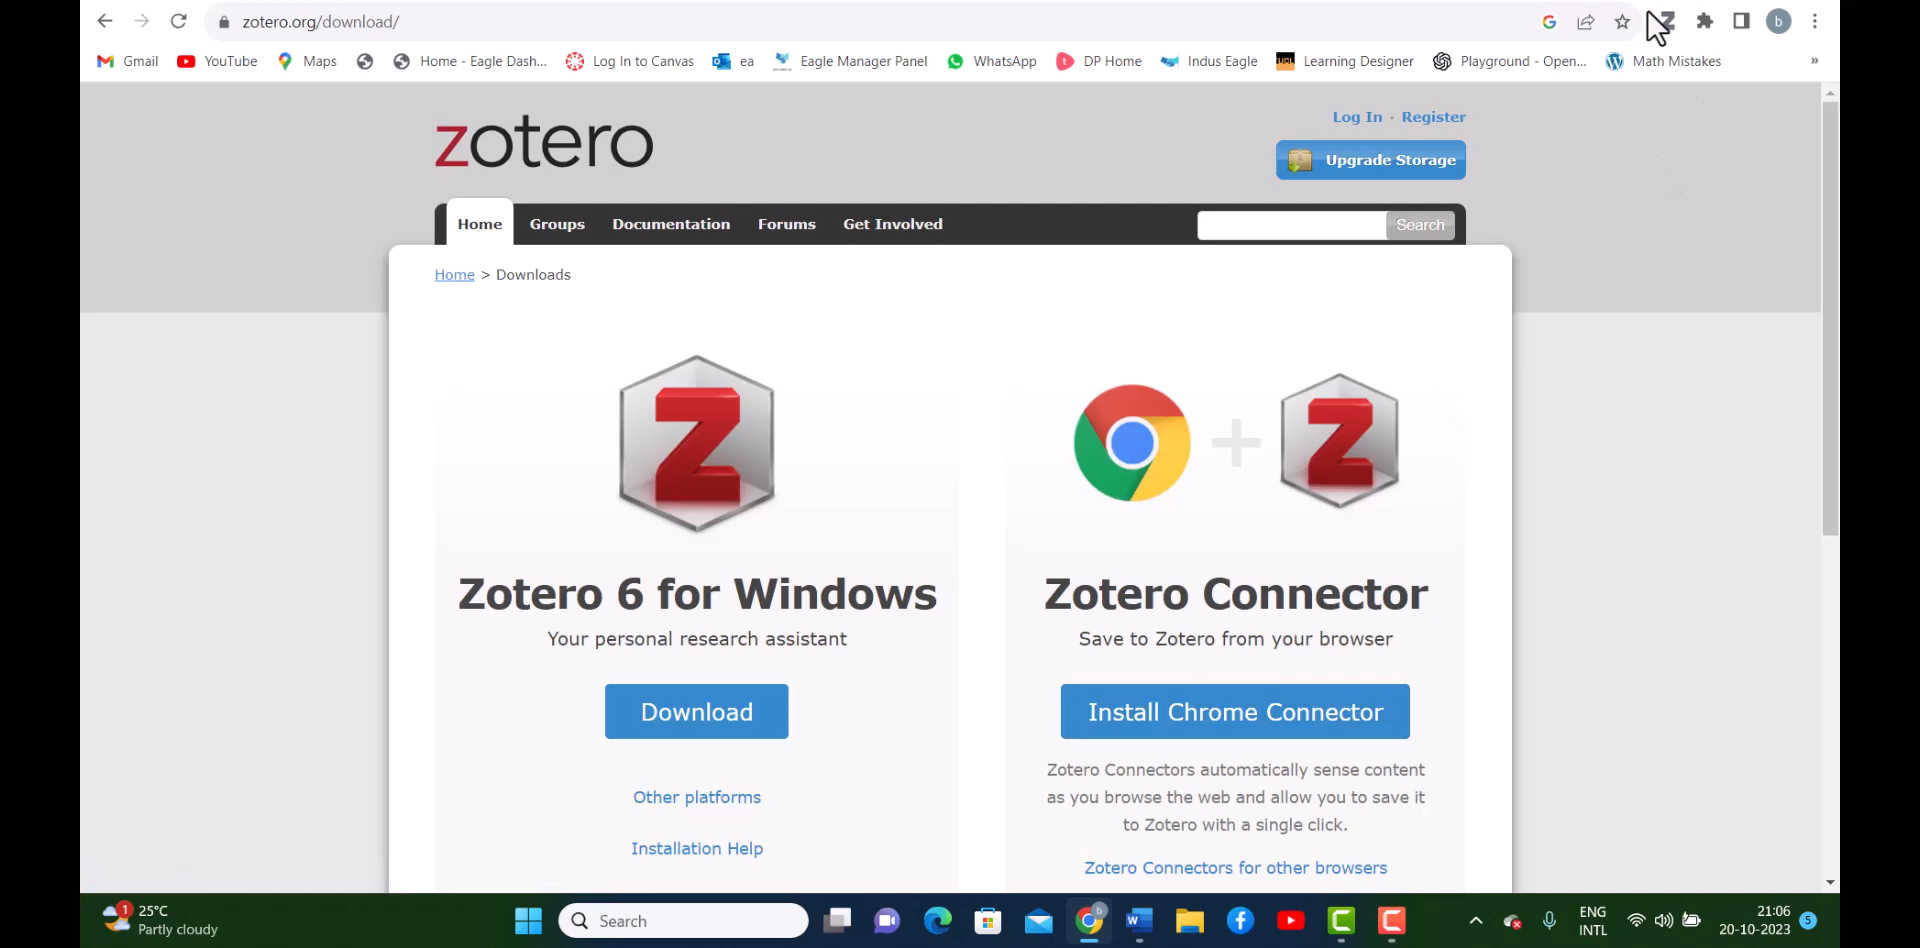 zotero.org/download/
b
Gmail YouTube Maps Home - Eagle Dash... Log In to Canvas ea Eagle Manager Panel WhatsApp DP Home Indus Eagle Learning Designer Playground - Open... Math Mistakes »
zotero
Log In · Register
Upgrade Storage
Home Groups Documentation Forums Get Involved Search
Home > Downloads
Zotero 6 for Windows
Your personal research assistant
Download
Other platforms
Installation Help
Zotero Connector
Save to Zotero from your browser
Install Chrome Connector
Zotero Connectors automatically sense content
as you browse the web and allow you to save it
to Zotero with a single click.
Zotero Connectors for other browsers
1
25°C
Partly cloudy
Search
ENG
INTL
21:06
20-10-2023
5